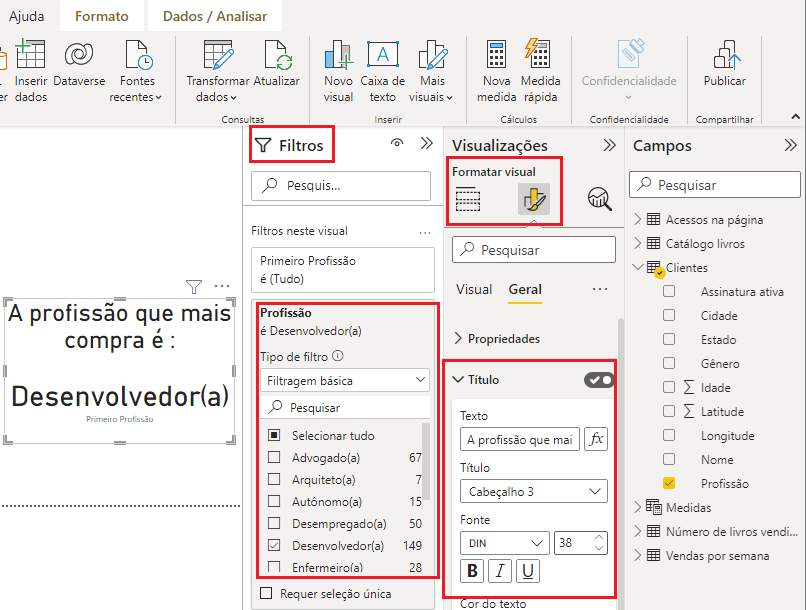 Ajuda
Formato
Dados / Analisar
er
Inserir
dados
Dataverse
Fontes
recentes
Transformar
dados
Atualizar
Novo
visual
Caixa de
texto
Mais
visuais
Nova
medida
Medida
rápida
Confidencialidade
Publicar
Consultas
Inserir
Cálculos
Confidencialidade
Compartilhar
A profissão que mais
compra é :
Desenvolvedor(a)
Primeiro Profissão
Filtros
Pesquis...
Filtros neste visual
...
Primeiro Profissão
é (Tudo)
Profissão
é Desenvolvedor(a)
Tipo de filtro
Filtragem básica
Pesquisar
Selecionar tudo
Advogado(a) 67
Arquiteto(a) 7
Autônomo(a) 15
Desempregado(a) 50
Desenvolvedor(a) 149
Enfermeiro(a) 28
Requer seleção única
Visualizações
Formatar visual
Pesquisar
Visual
Geral
...
Propriedades
Título
Texto
A profissão que mai
fx
Título
Cabeçalho 3
Fonte
DIN
38
B I U
Cor do texto
Campos
Pesquisar
Acessos na página
Catálogo livros
Clientes
Assinatura ativa
Cidade
Estado
Gênero
∑ Idade
∑ Latitude
Longitude
Nome
Profissão
Medidas
Número de livros vendi...
Vendas por semana